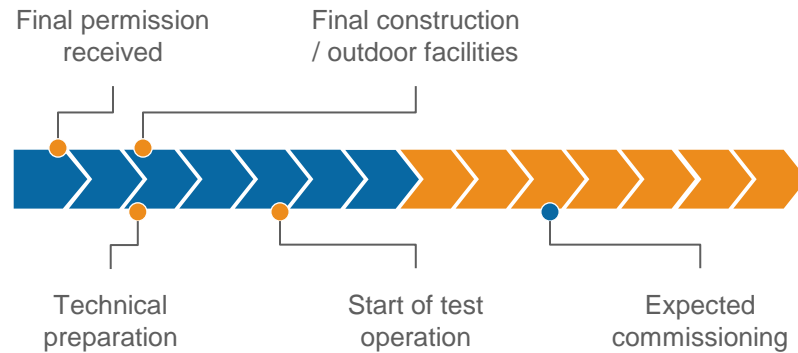 Final permission
received
Final construction
/ outdoor facilities
Technical
preparation
Start of test
operation
Expected
commissioning